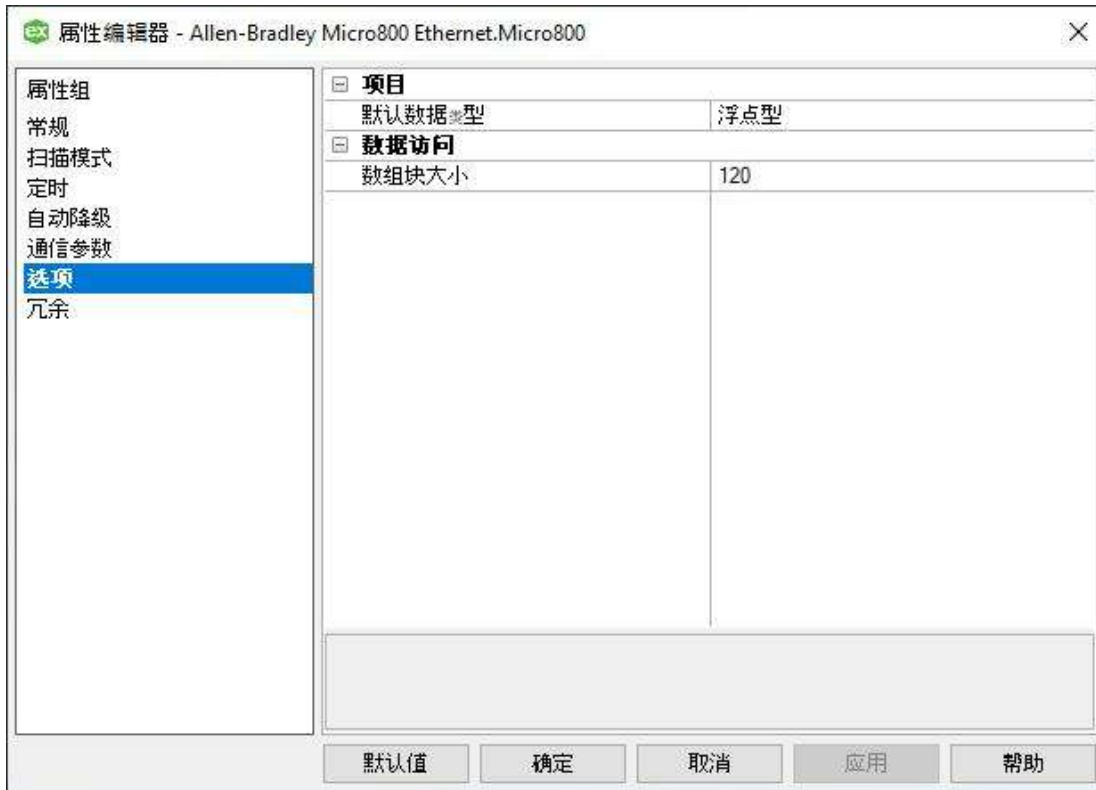 属性编辑器 - Allen-Bradley Micro800 Ethernet.Micro800
属性组
常规
扫描模式
定时
自动降级
通信参数
选项
冗余
项目
默认数据类型 浮点型
数据访问
数组块大小 120
默认值 确定 取消 应用 帮助